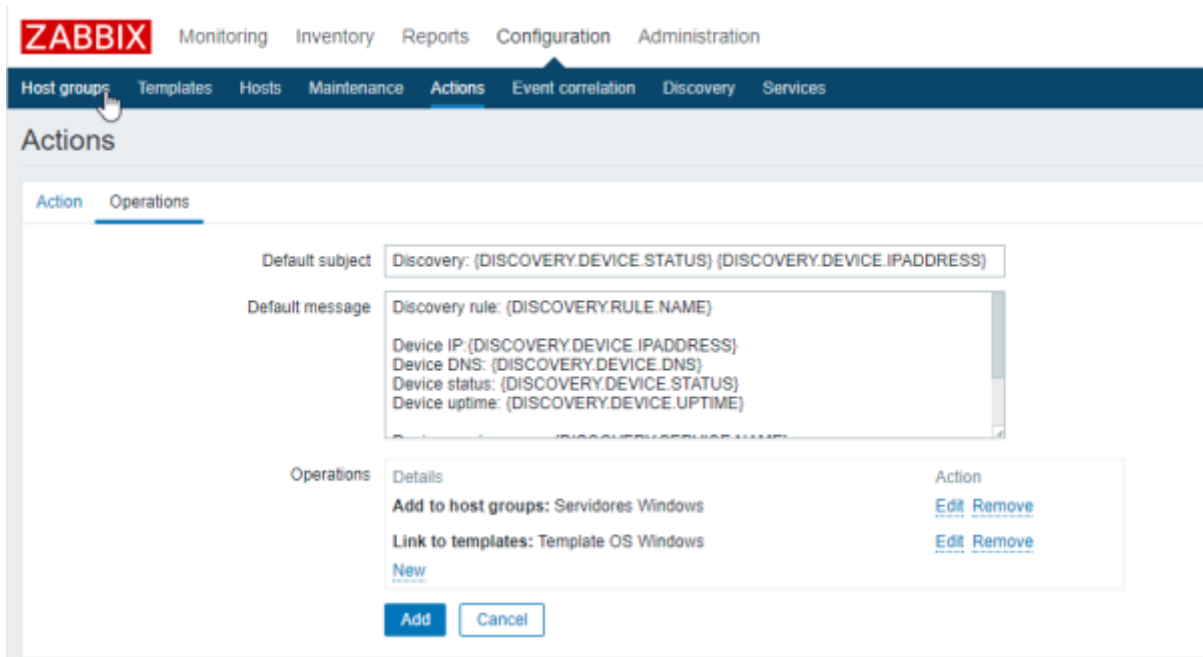 ZABBIX Monitoring Inventory Reports Configuration Administration
Host groups Templates Hosts Maintenance Actions Event correlation Discovery Services
Actions
Action Operations
Default subject Discovery: {DISCOVERY.DEVICE.STATUS} {DISCOVERY.DEVICE.IPADDRESS}
Default message Discovery rule: {DISCOVERY.RULE.NAME}
Device IP:{DISCOVERY.DEVICE.IPADDRESS}
Device DNS: {DISCOVERY.DEVICE.DNS}
Device status: {DISCOVERY.DEVICE.STATUS}
Device uptime: {DISCOVERY.DEVICE.UPTIME}
Operations Details Action
Add to host groups: Servidores Windows Edit Remove
Link to templates: Template OS Windows Edit Remove
New
Add Cancel